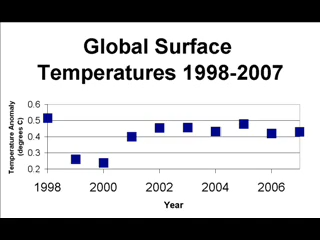 Global Surface
Temperatures 1998-2007
Temperature Anomaly
(degrees C)
0.6
0.5
0.4
0.3
0.2
1998 2000 2002 2004 2006
Year